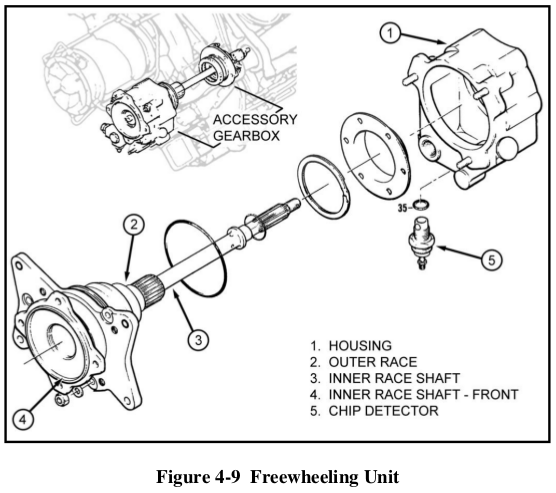 ACCESSORY
GEARBOX
1
2
35
5
3
4
1. HOUSING
2. OUTER RACE
3. INNER RACE SHAFT
4. INNER RACE SHAFT - FRONT
5. CHIP DETECTOR
Figure 4-9 Freewheeling Unit